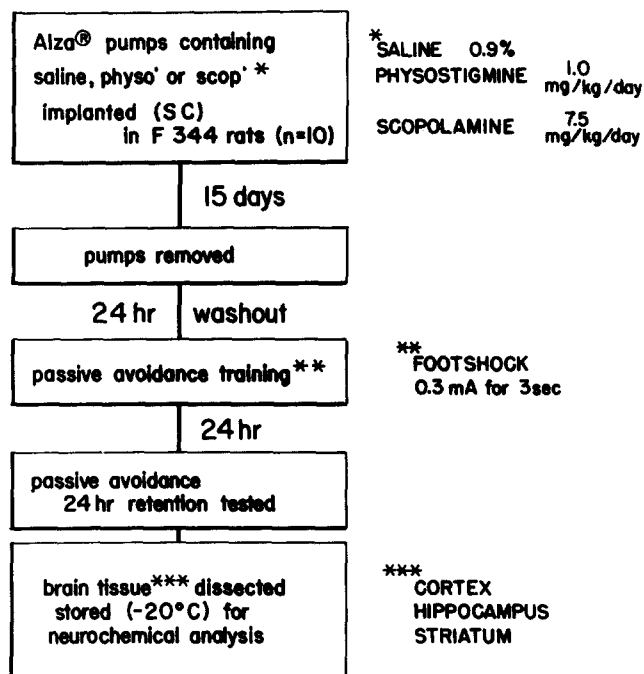 Alza® pumps containing
saline, physo' or scop' *
implanted (SC)
in F 344 rats (n=10)
*SALINE 0.9%
PHYSOSTIGMINE 1.0 mg/kg/day
SCOPOLAMINE 7.5 mg/kg/day
15 days
pumps removed
24 hr washout
passive avoidance training**
**FOOTSHOCK
0.3 mA for 3sec
24 hr
passive avoidance
24 hr retention tested
brain tissue*** dissected
stored (-20°C) for
neurochemical analysis
***CORTEX
HIPPOCAMPUS
STRIATUM